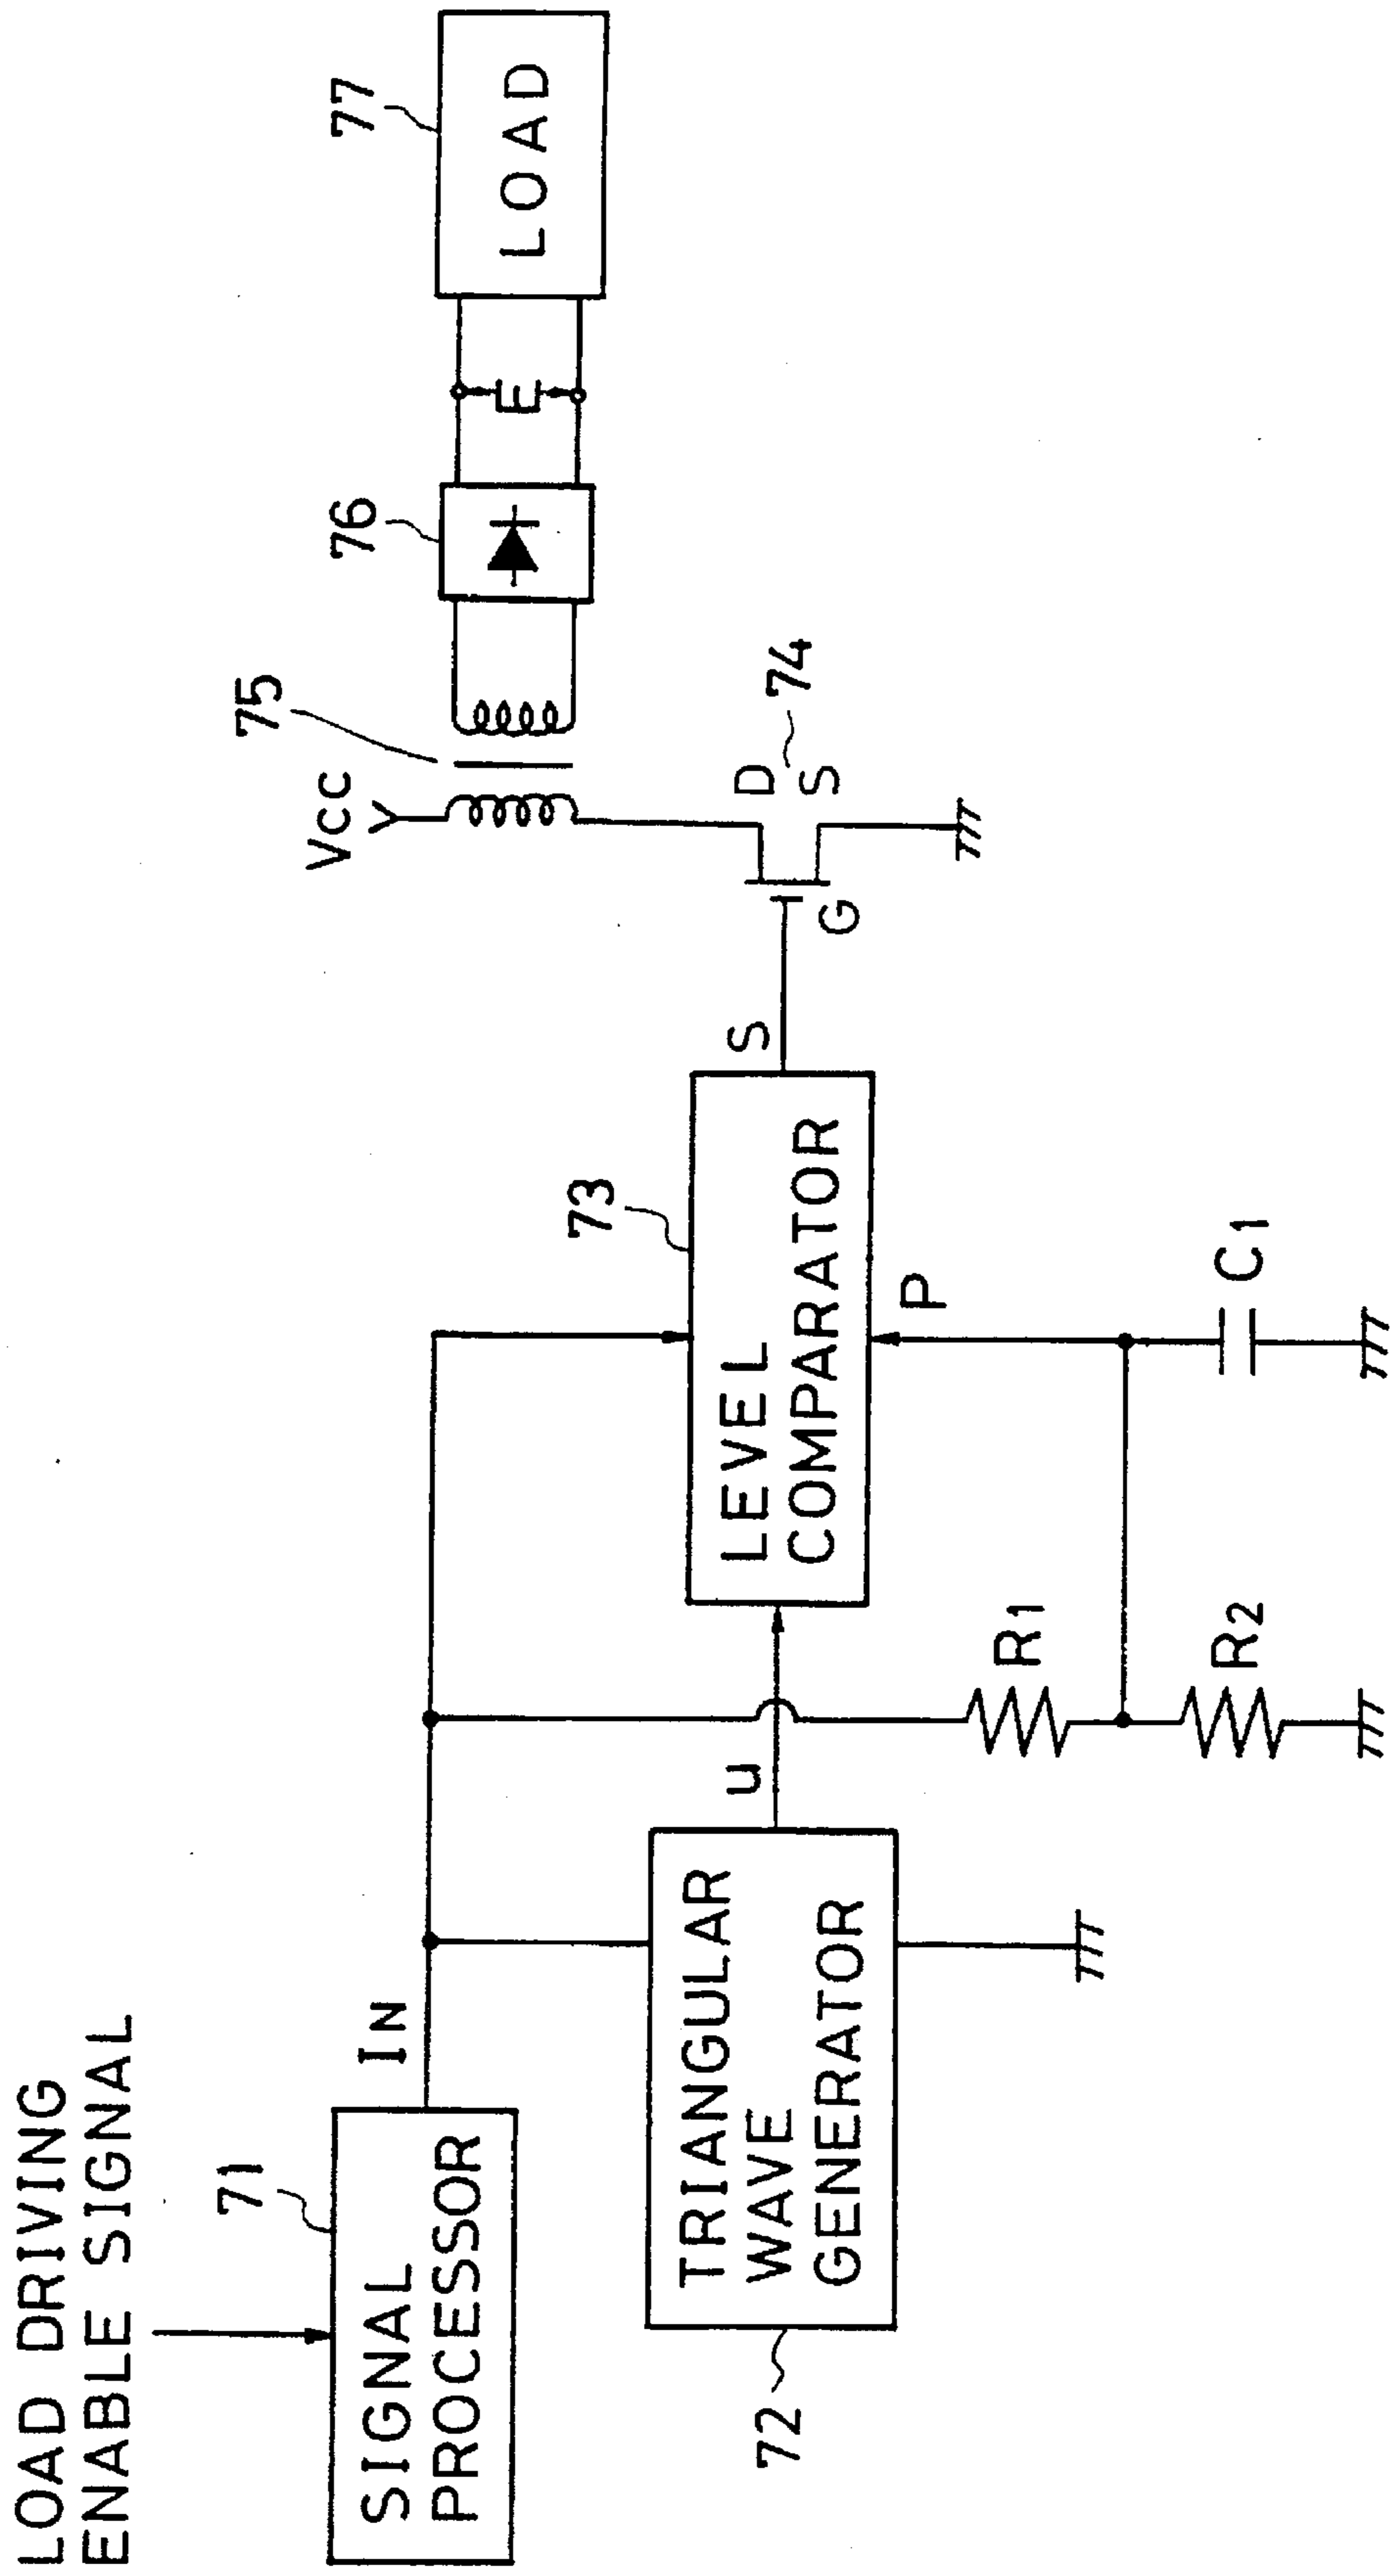 LOAD DRIVING
ENABLE SIGNAL
71
SIGNAL
PROCESSOR
IN
72
TRIANGULAR
WAVE
GENERATOR
u
R1
R2
73
LEVEL
COMPARATOR
P
C1
S
G
D
S
74
Vcc
75
76
E
77
LOAD